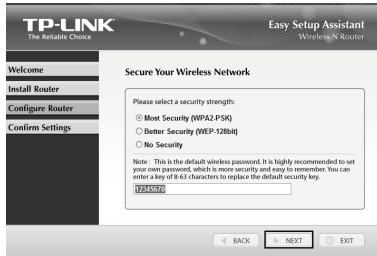 TP-LINK
The Reliable Choice
Easy Setup Assistant
Wireless N Router
Welcome
Install Router
Configure Router
Confirm Settings
Secure Your Wireless Network
Please select a security strength:
Most Security (WPA2-PSK)
Better Security (WEP-128bit)
No Security
Note : This is the default wireless password. It is highly recommended to set
your own password, which is more security and easy to remember. You can
enter a key of 8-63 characters to replace the default security key.
12345670
BACK
NEXT
EXIT